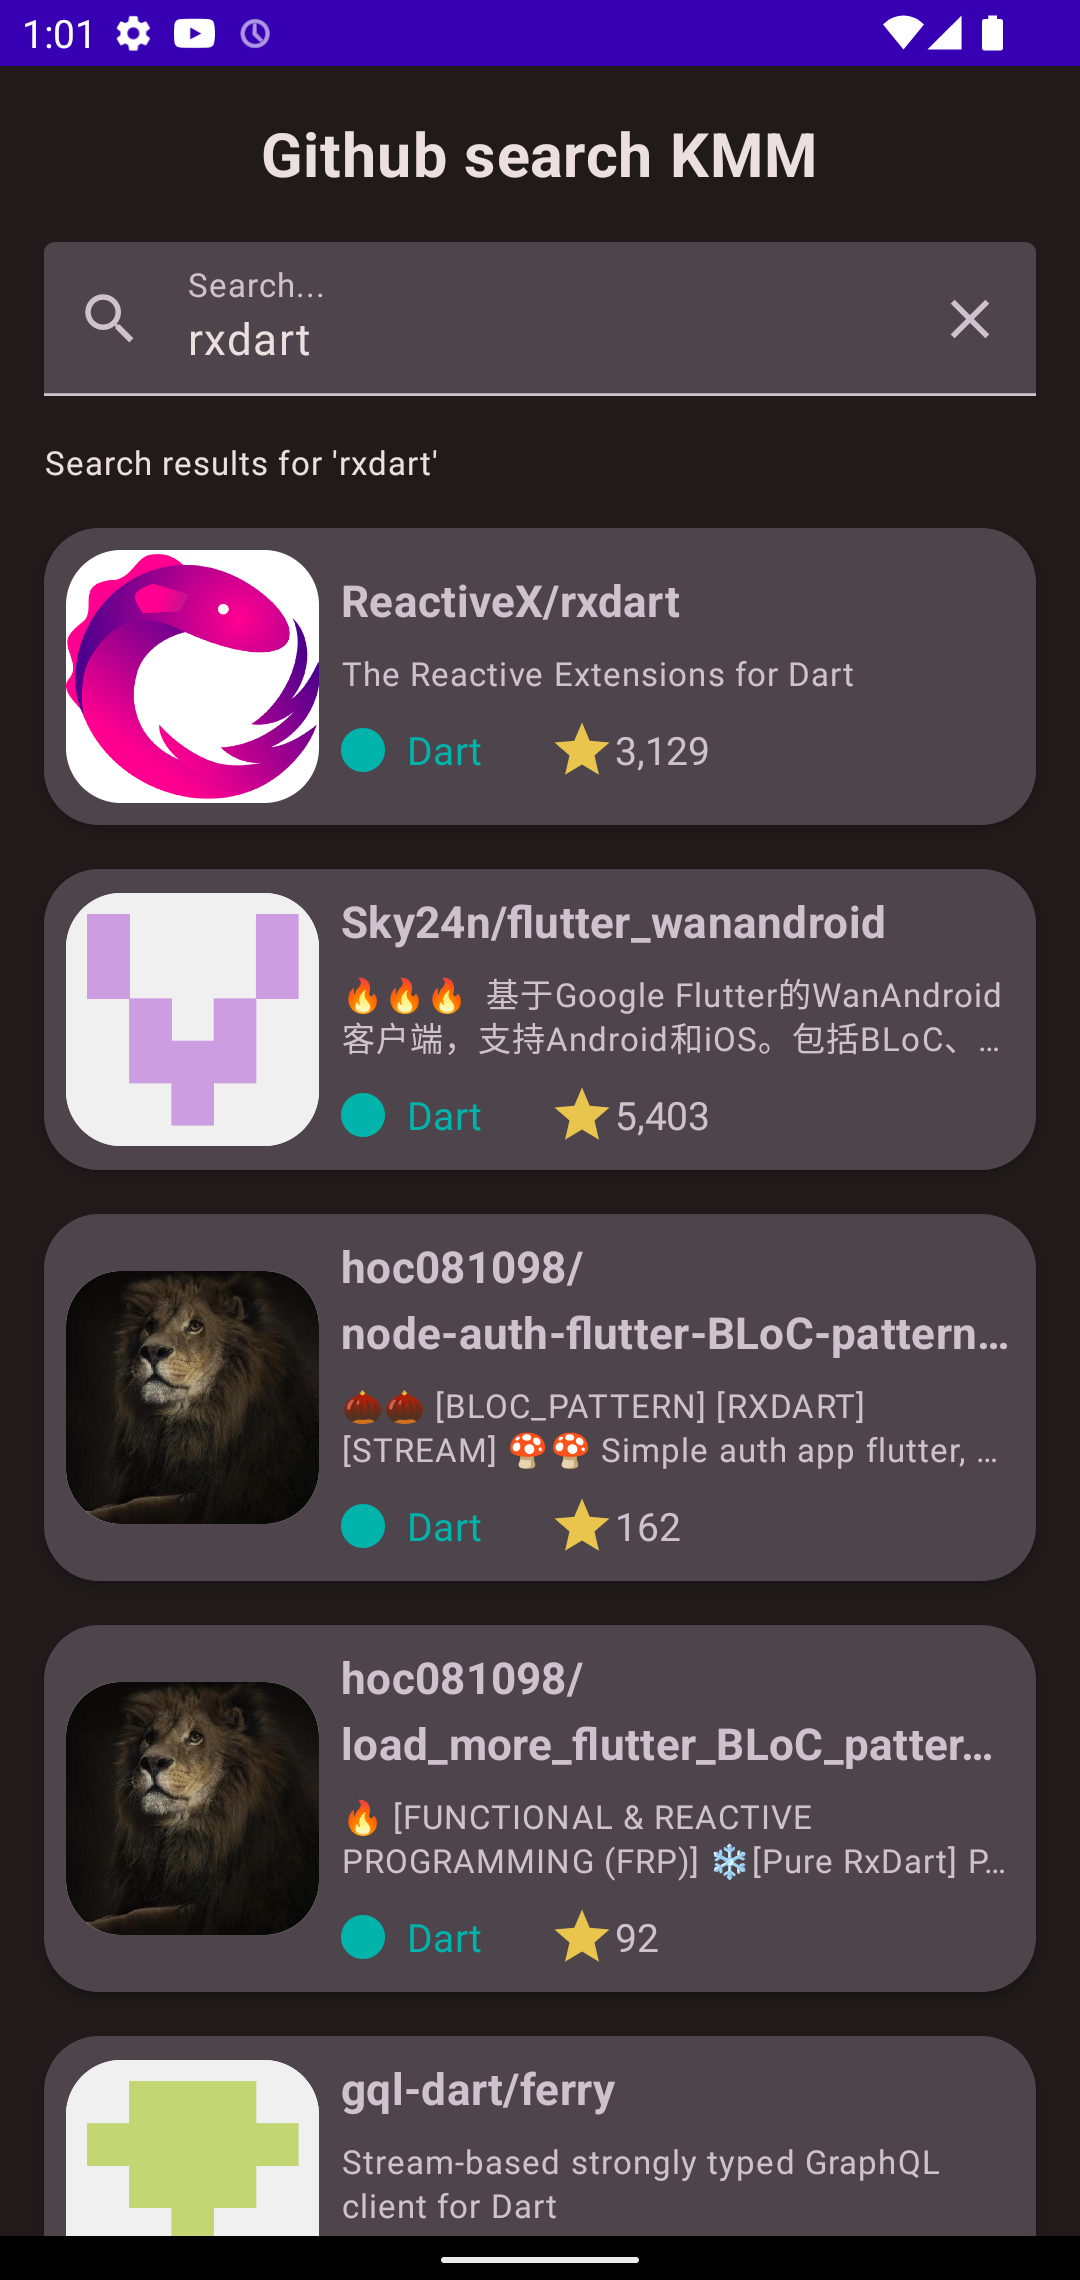 1:01
Github search KMM
Search...
rxdart
Search results for 'rxdart'
ReactiveX/rxdart
The Reactive Extensions for Dart
Dart 3,129
Sky24n/flutter_wanandroid
🔥🔥🔥 基于Google Flutter的WanAndroid
客户端，支持Android和iOS。包括BLoC、...
Dart 5,403
hoc081098/
node-auth-flutter-BLoC-pattern...
🌰🌰 [BLOC_PATTERN] [RXDART]
[STREAM] 🍄🍄 Simple auth app flutter, ...
Dart 162
hoc081098/
load_more_flutter_BLoC_patter...
🔥 [FUNCTIONAL & REACTIVE
PROGRAMMING (FRP)] ❄️[Pure RxDart] P...
Dart 92
gql-dart/ferry
Stream-based strongly typed GraphQL
client for Dart